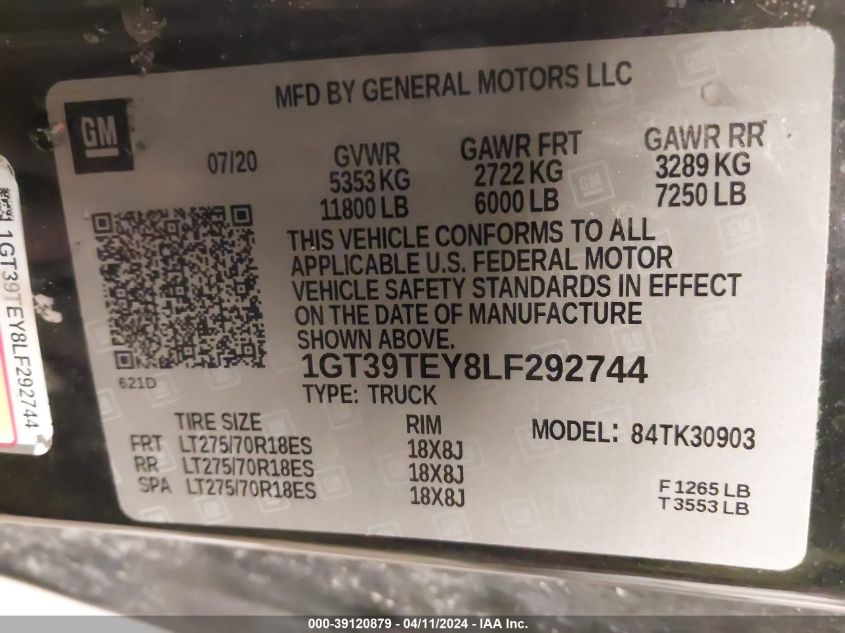 MFD BY GENERAL MOTORS LLC
GM
07/20
GVWR
5353 KG
11800 LB
GAWR FRT
2722 KG
6000 LB
GAWR RR
3289 KG
7250 LB
THIS VEHICLE CONFORMS TO ALL
APPLICABLE U.S. FEDERAL MOTOR
VEHICLE SAFETY STANDARDS IN EFFECT
ON THE DATE OF MANUFACTURE
SHOWN ABOVE.
621D
1GT39TEY8LF292744
TYPE: TRUCK
TIRE SIZE RIM
MODEL: 84TK30903
FRT LT275/70R18ES 18X8J
RR LT275/70R18ES 18X8J
SPA LT275/70R18ES 18X8J
F 1265 LB
T 3553 LB
1GT39TEY8LF292744
000-39120879 - 04/11/2024 - IAA Inc.